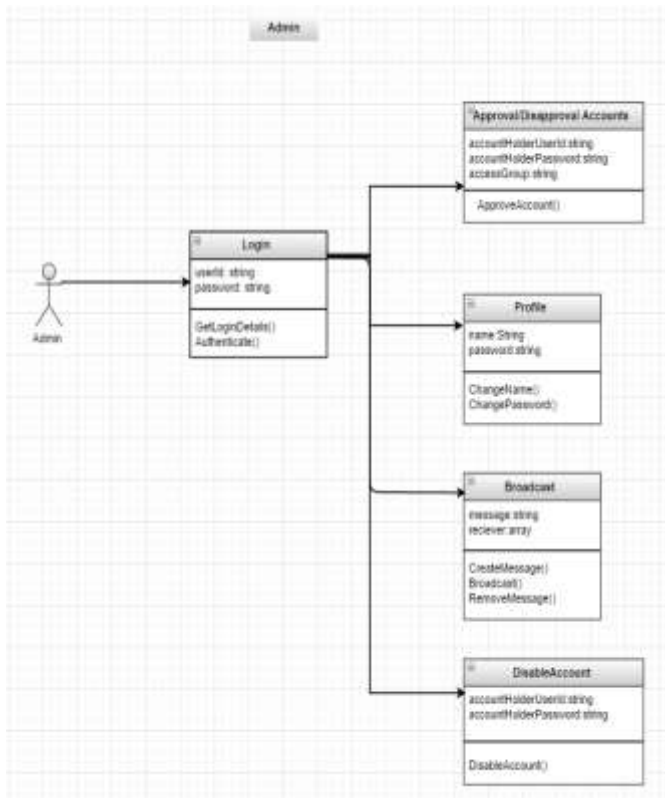 Admin
Approval/Disapproval Accounts
accountHolderUserId:string
accountHolderPassword:string
accessGroup:string
ApproveAccount()
Login
userId: string
password: string
GetLoginDetails()
Authenticate()
Admin
Profile
name:String
password:string
ChangeName()
ChangePassword()
Broadcast
message:string
reciever:array
CreateMessage()
Broadcast()
RemoveMessage()
DisableAccount
accountHolderUserId:string
accountHolderPassword:string
DisableAccount()